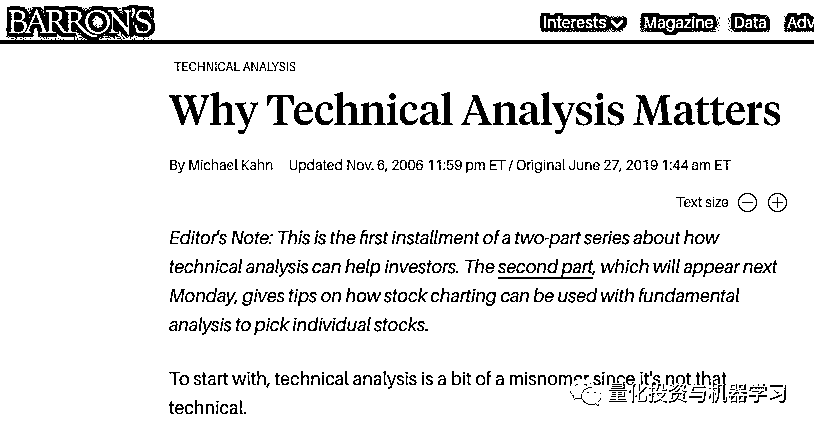 BARRON'S
Interests Magazine Data Adv
TECHNICAL ANALYSIS
Why Technical Analysis Matters
By Michael Kahn Updated Nov. 6, 2006 11:59 pm ET / Original June 27, 2019 1:44 am ET
Text size
Editor's Note: This is the first installment of a two-part series about how
technical analysis can help investors. The second part, which will appear next
Monday, gives tips on how stock charting can be used with fundamental
analysis to pick individual stocks.
To start with, technical analysis is a bit of a misnomer since it's not that
technical.
量化投资与机器学习